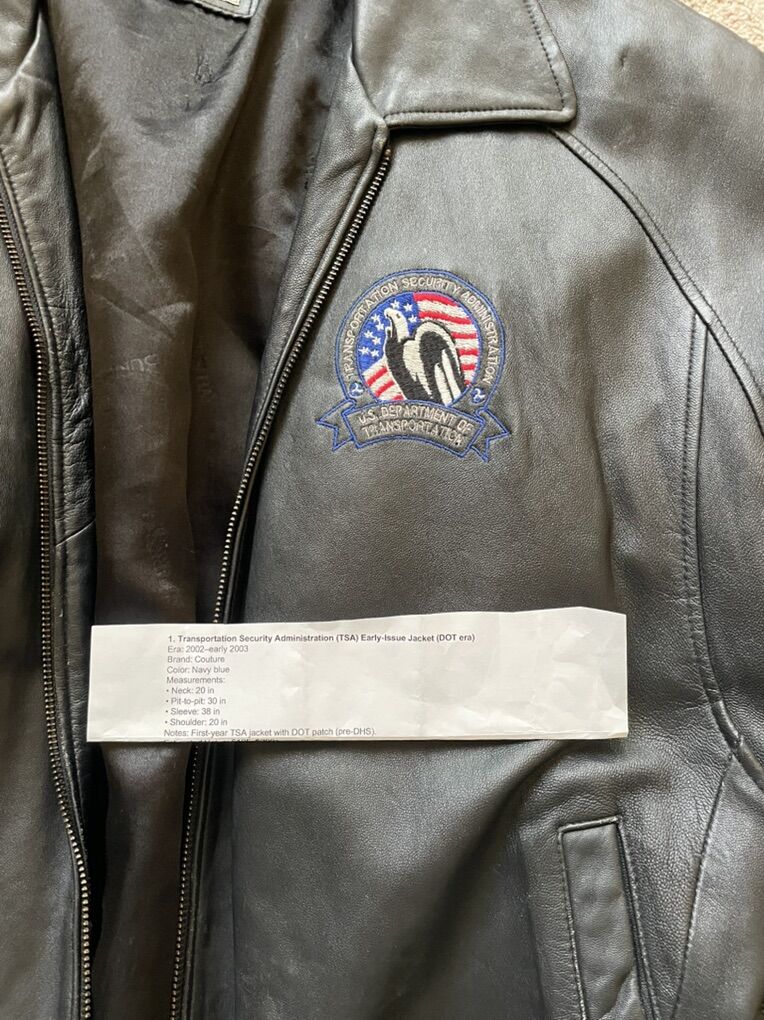 TRANSPORTATION SECURITY ADMINISTRATION
U.S. DEPARTMENT OF
TRANSPORTATION
1. Transportation Security Administration (TSA) Early-Issue Jacket (DOT era)
Era: 2002–early 2003
Brand: Couture
Color: Navy blue
Measurements:
• Neck: 20 in
• Pit-to-pit: 30 in
• Sleeve: 38 in
• Shoulder: 20 in
Notes: First-year TSA jacket with DOT patch (pre-DHS).